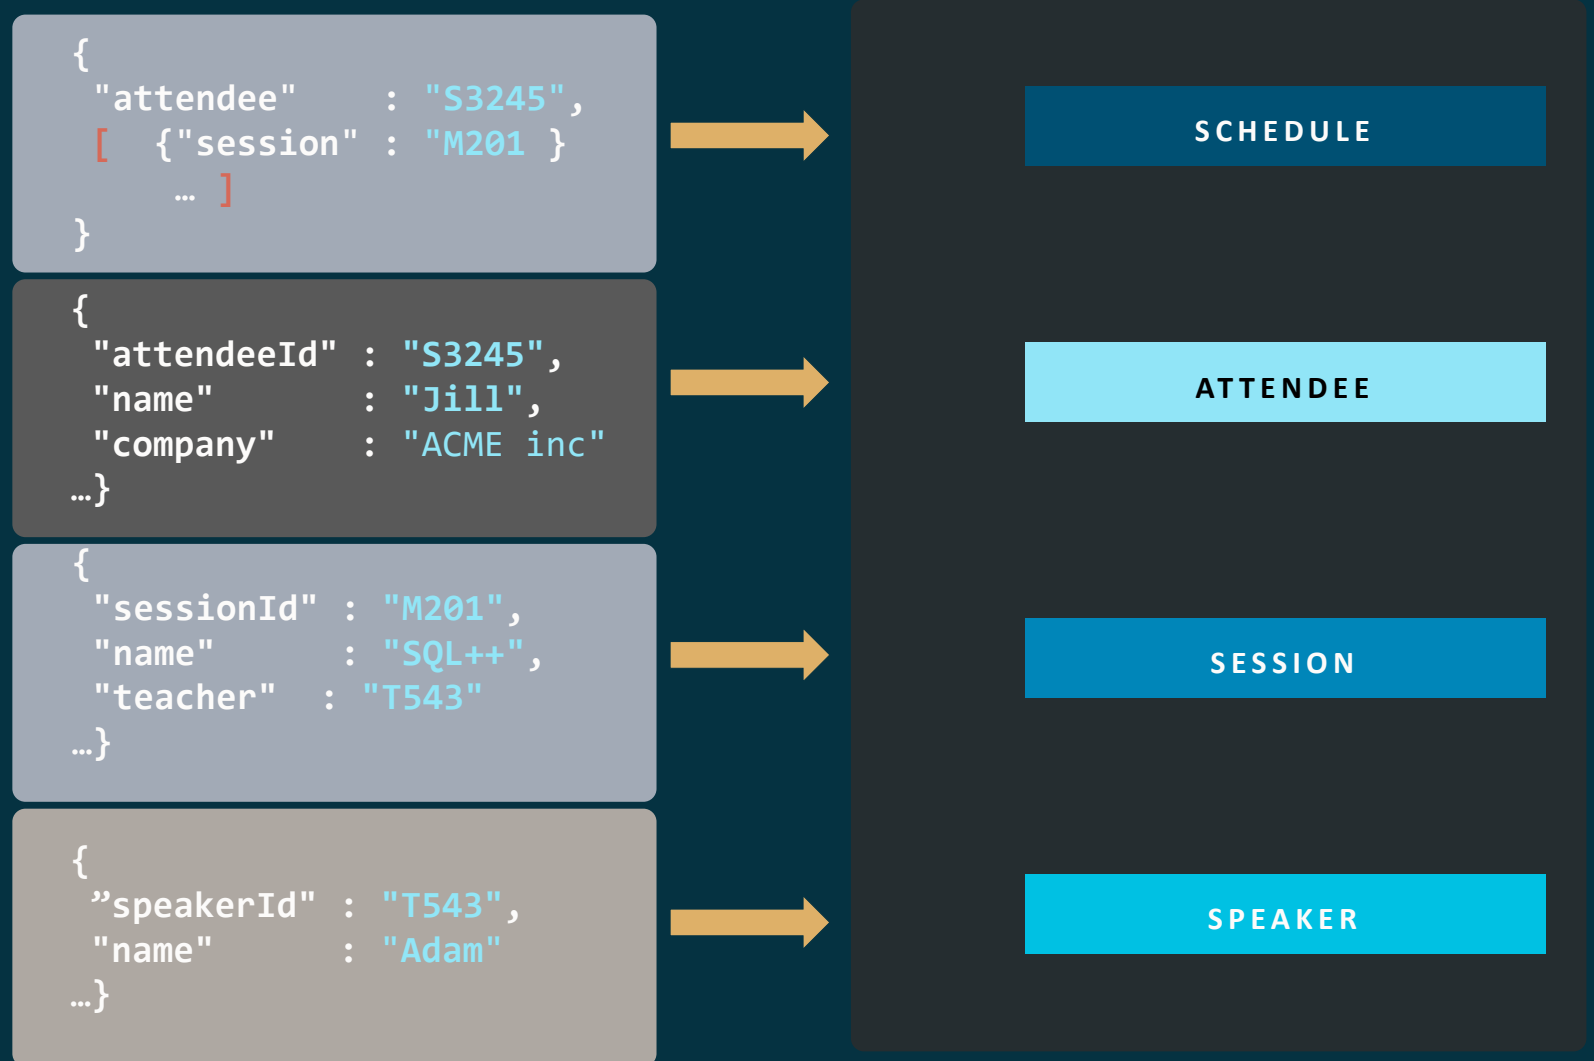 {
"attendee" : "S3245",
[ {"session" : "M201 }
… ]
}
SCHEDULE
{
"attendeeId" : "S3245",
"name" : "Jill",
"company" : "ACME inc"
…}
ATTENDEE
{
"sessionId" : "M201",
"name" : "SQL++",
"teacher" : "T543"
…}
SESSION
{
”speakerId" : "T543",
"name" : "Adam"
…}
SPEAKER